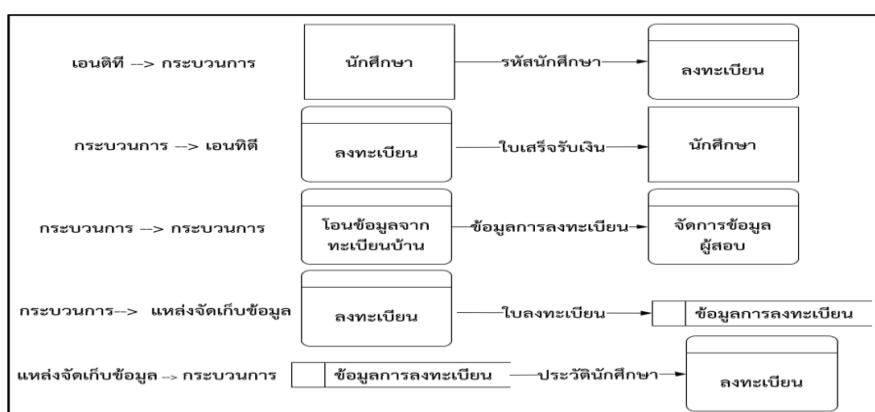 เอนติที --> กระบวนการ นักศึกษา รหัสนักศึกษา ลงทะเบียน
กระบวนการ --> เอนทิตี ลงทะเบียน ใบเสร็จรับเงิน นักศึกษา
กระบวนการ --> กระบวนการ โอนข้อมูลจาก ข้อมูลการลงทะเบียน จัดการข้อมูล
ทะเบียนบ้าน ผู้สอบ
กระบวนการ--> แหล่งจัดเก็บข้อมูล ลงทะเบียน ใบลงทะเบียน ข้อมูลการลงทะเบียน
แหล่งจัดเก็บข้อมูล --> กระบวนการ ข้อมูลการลงทะเบียน ประวัตินักศึกษา ลงทะเบียน